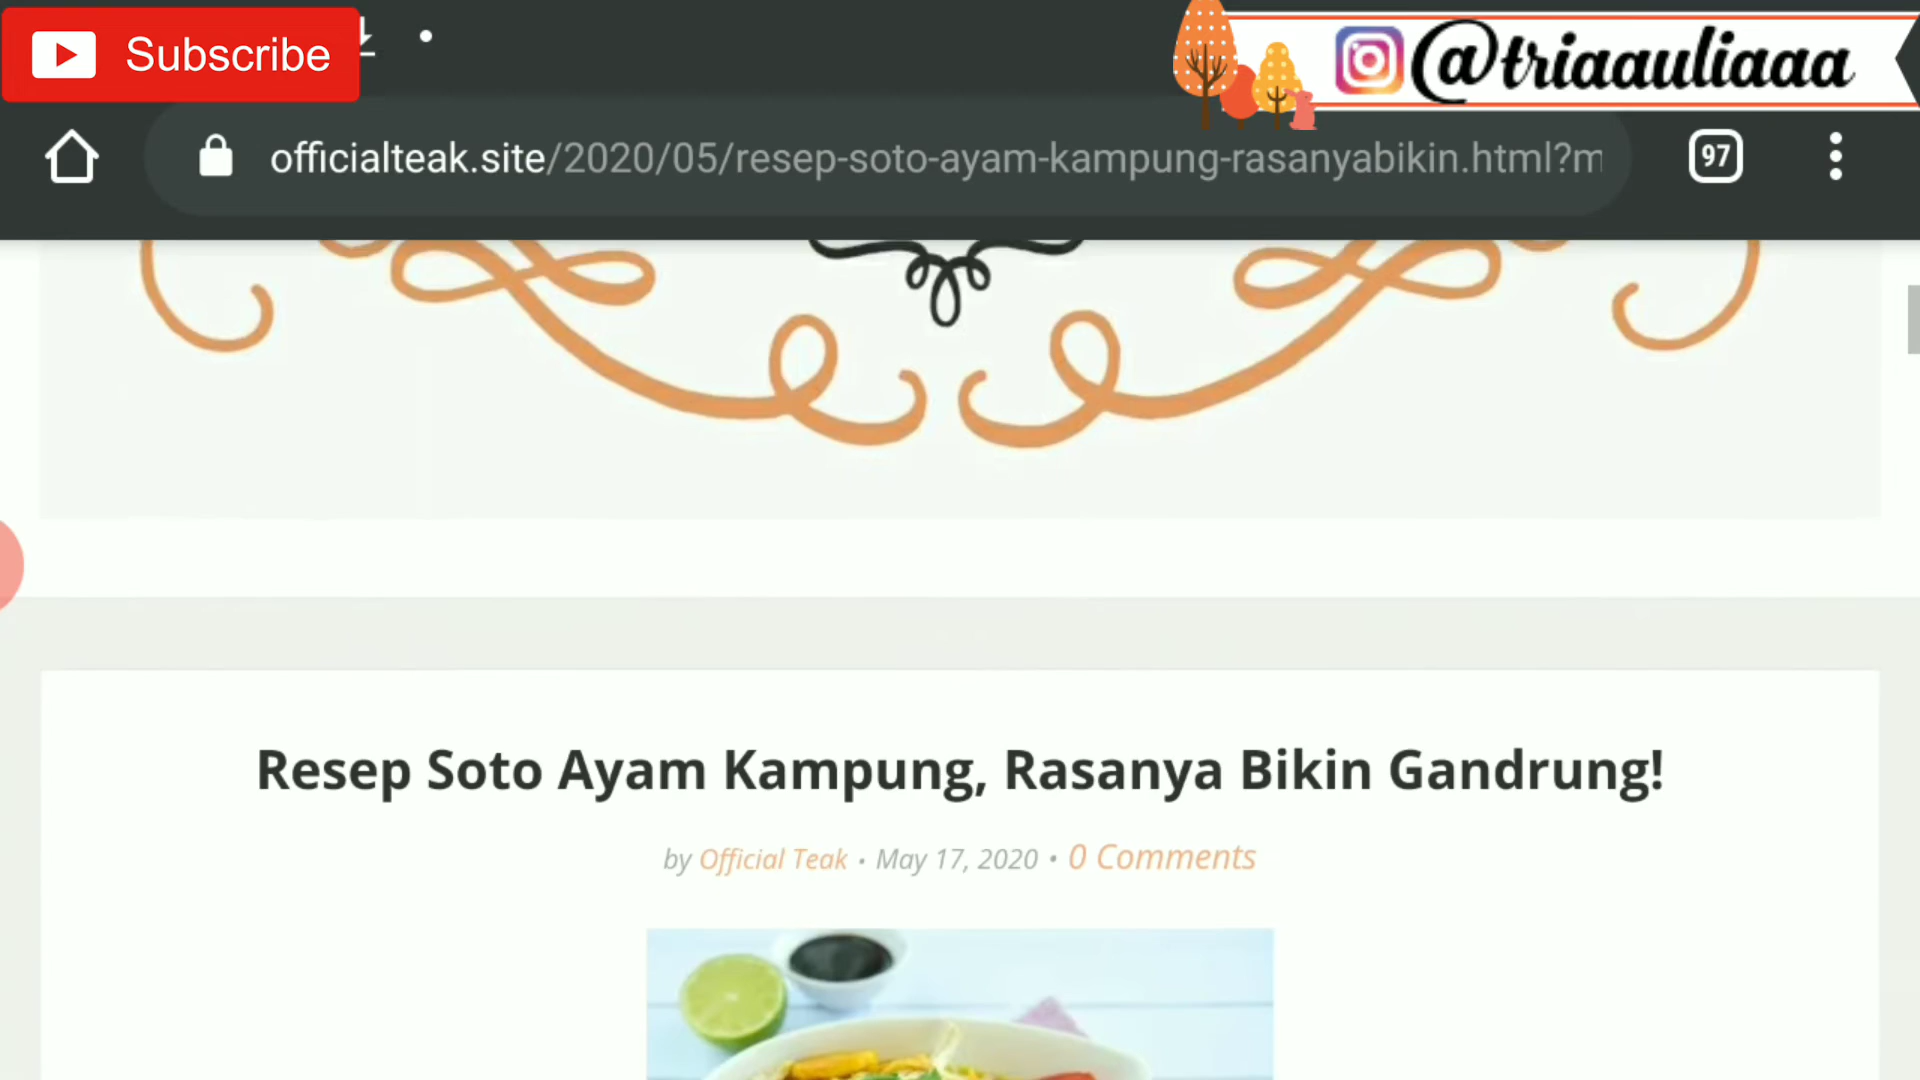 Subscribe
@triaauliaaa
officialteak.site/2020/05/resep-soto-ayam-kampung-rasanyabikin.html?m
97
Resep Soto Ayam Kampung, Rasanya Bikin Gandrung!
by Official Teak • May 17, 2020 • 0 Comments